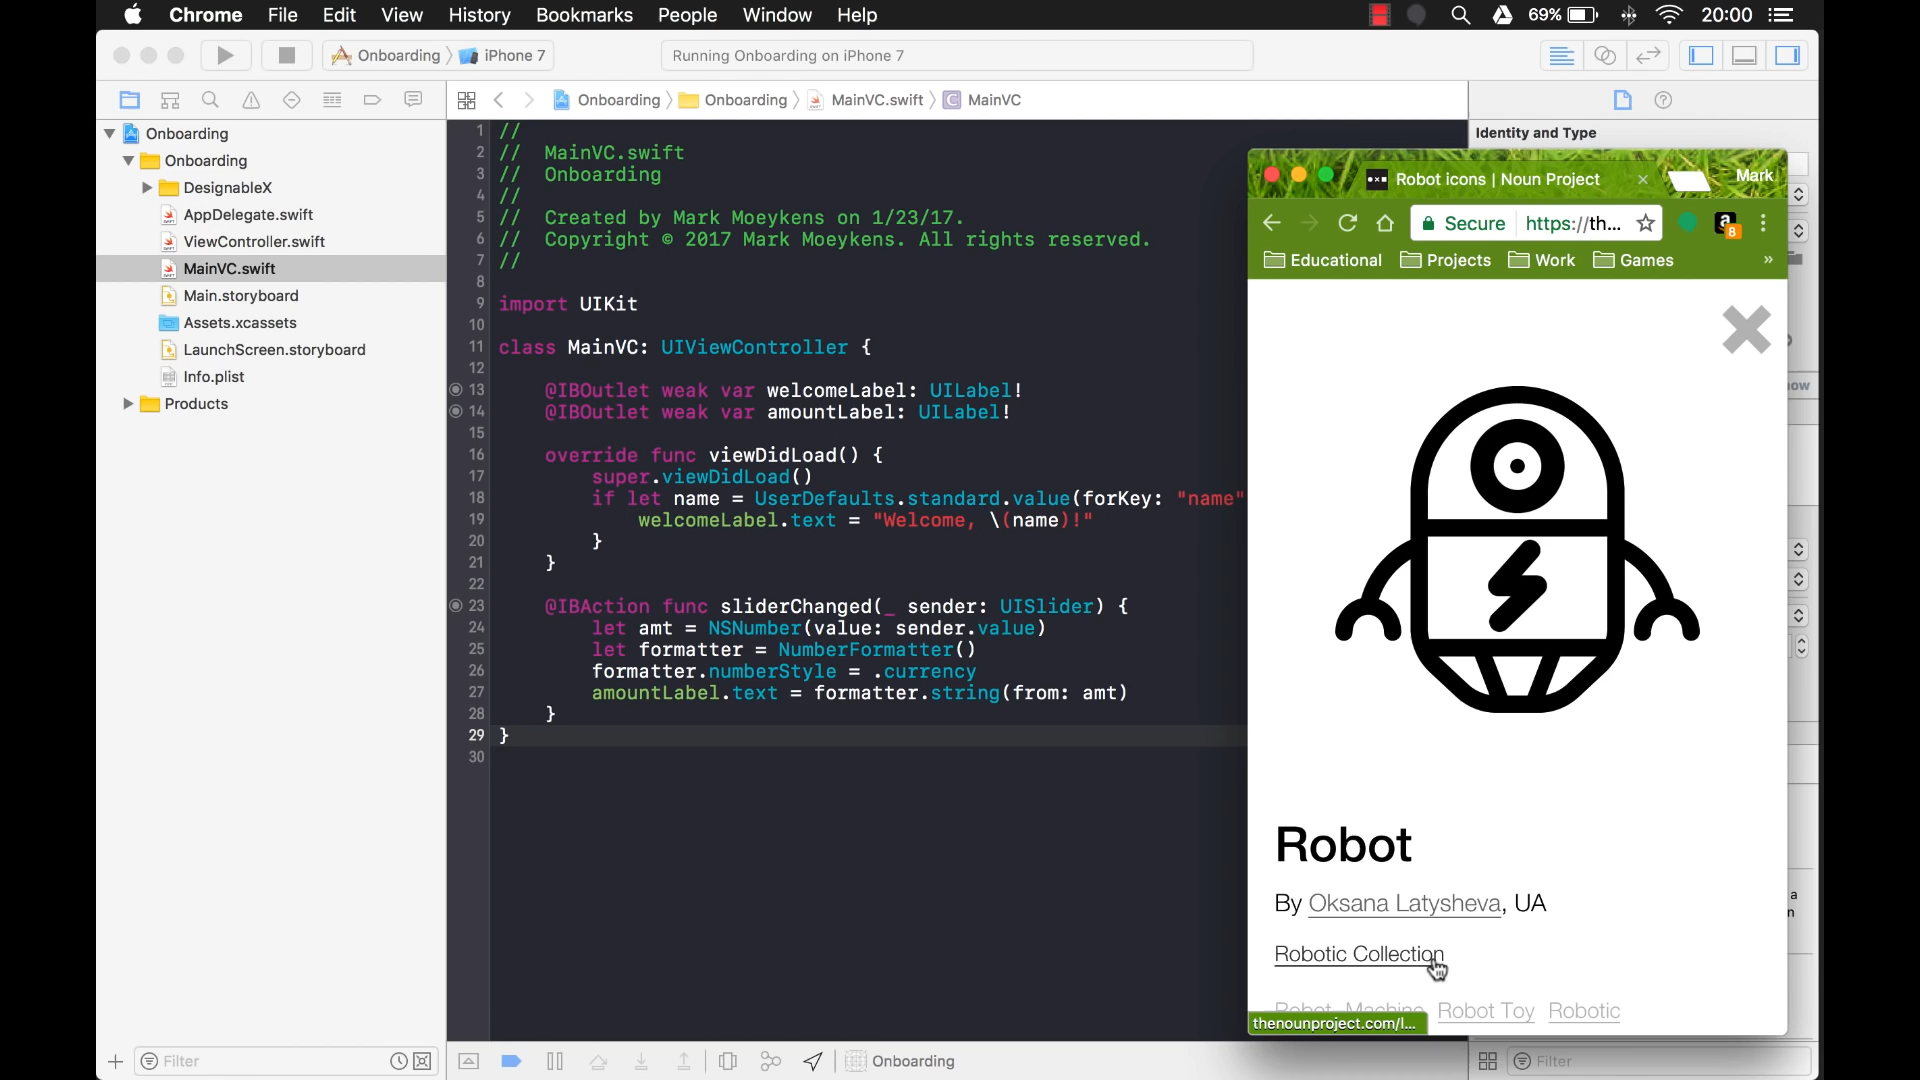 Chrome File Edit View History Bookmarks People Window Help 69% 20:00
Onboarding iPhone 7 Running Onboarding on iPhone 7
Onboarding Onboarding MainVC.swift MainVC
Identity and Type
Onboarding
Onboarding
DesignableX
AppDelegate.swift
ViewController.swift
MainVC.swift
Main.storyboard
Assets.xcassets
LaunchScreen.storyboard
Info.plist
Products
1 //
2 // MainVC.swift
3 // Onboarding
4 //
5 // Created by Mark Moeykens on 1/23/17.
6 // Copyright © 2017 Mark Moeykens. All rights reserved.
7 //
8
9 import UIKit
10
11 class MainVC: UIViewController {
12
13 @IBOutlet weak var welcomeLabel: UILabel!
14 @IBOutlet weak var amountLabel: UILabel!
15
16 override func viewDidLoad() {
17 super.viewDidLoad()
18 if let name = UserDefaults.standard.value(forKey: "name"
19 welcomeLabel.text = "Welcome, \(name)!"
20 }
21 }
22
23 @IBAction func sliderChanged(_ sender: UISlider) {
24 let amt = NSNumber(value: sender.value)
25 let formatter = NumberFormatter()
26 formatter.numberStyle = .currency
27 amountLabel.text = formatter.string(from: amt)
28 }
29 }
30
Robot icons | Noun Project Mark
Secure https://th... a 8
Educational Projects Work Games »
Robot
By Oksana Latysheva, UA
Robotic Collection
Robot Machine Robot Toy Robotic
thenounproject.com/l...
Filter Onboarding Filter